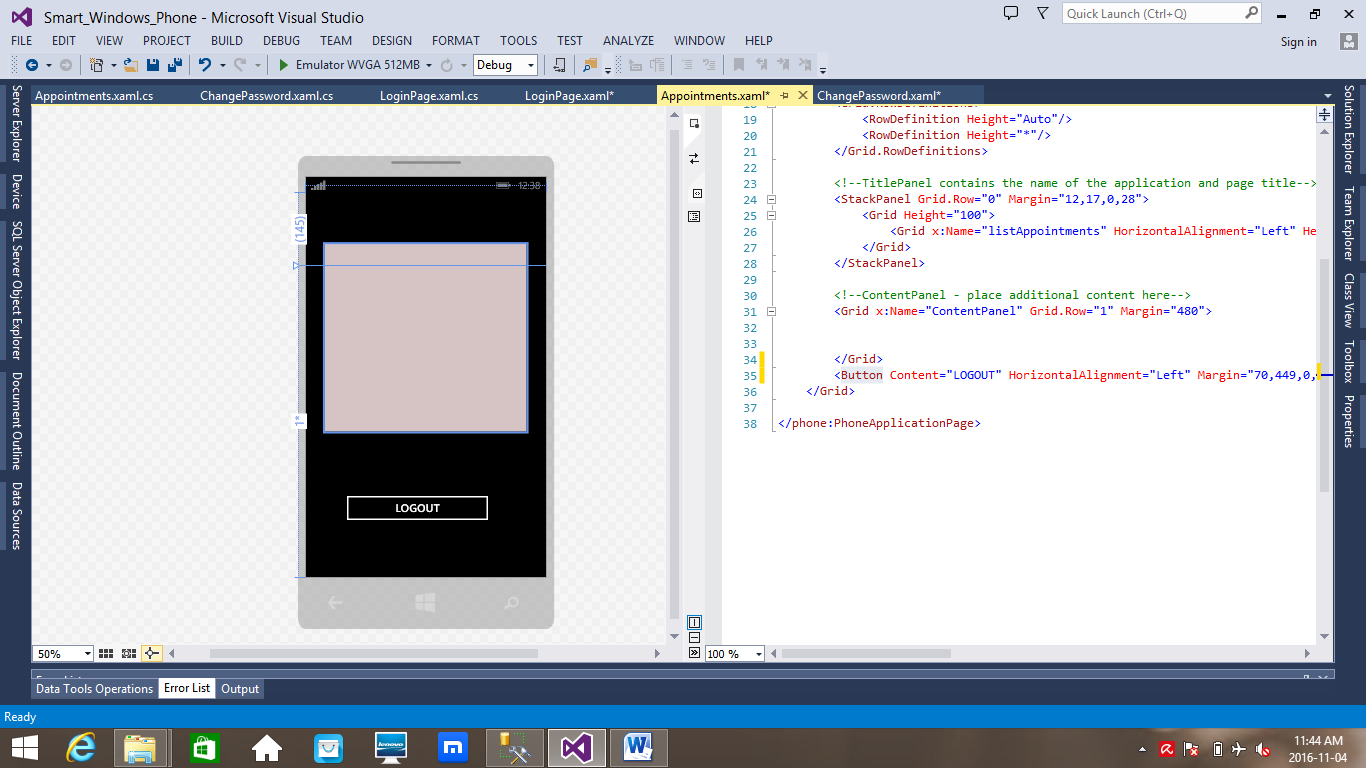 Smart_Windows_Phone - Microsoft Visual Studio
Quick Launch (Ctrl+Q)
FILE EDIT VIEW PROJECT BUILD DEBUG TEAM DESIGN FORMAT TOOLS TEST ANALYZE WINDOW HELP
Sign in
Emulator WVGA 512MB
Debug
Appointments.xaml.cs ChangePassword.xaml.cs LoginPage.xaml.cs LoginPage.xaml* Appointments.xaml* ChangePassword.xaml*
Server Explorer
Device
SQL Server Object Explorer
Document Outline
Data Sources
12:38
(145)
1*
LOGOUT
18 <Grid.RowDefinitions>
19 <RowDefinition Height="Auto"/>
20 <RowDefinition Height="*"/>
21 </Grid.RowDefinitions>
22
23 <!--TitlePanel contains the name of the application and page title-->
24 <StackPanel Grid.Row="0" Margin="12,17,0,28">
25 <Grid Height="100">
26 <Grid x:Name="listAppointments" HorizontalAlignment="Left" He
27 </Grid>
28 </StackPanel>
29
30 <!--ContentPanel - place additional content here-->
31 <Grid x:Name="ContentPanel" Grid.Row="1" Margin="480">
32
33
34 </Grid>
35 <Button Content="LOGOUT" HorizontalAlignment="Left" Margin="70,449,0,
36 </Grid>
37
38 </phone:PhoneApplicationPage>
Solution Explorer
Team Explorer
Class View
Toolbox
Properties
50%
100 %
Error List
Data Tools Operations Error List Output
Ready
lenovo
m
11:44 AM
2016-11-04